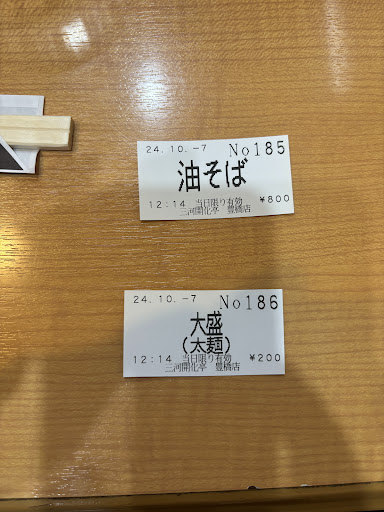 24.10.-7 No185
油そば
12:14 当日限り有効 ¥800
三河開化亭 豊橋店
24.10.-7 No186
大盛
(太麺)
12:14 当日限り有効 ¥200
三河開化亭 豊橋店